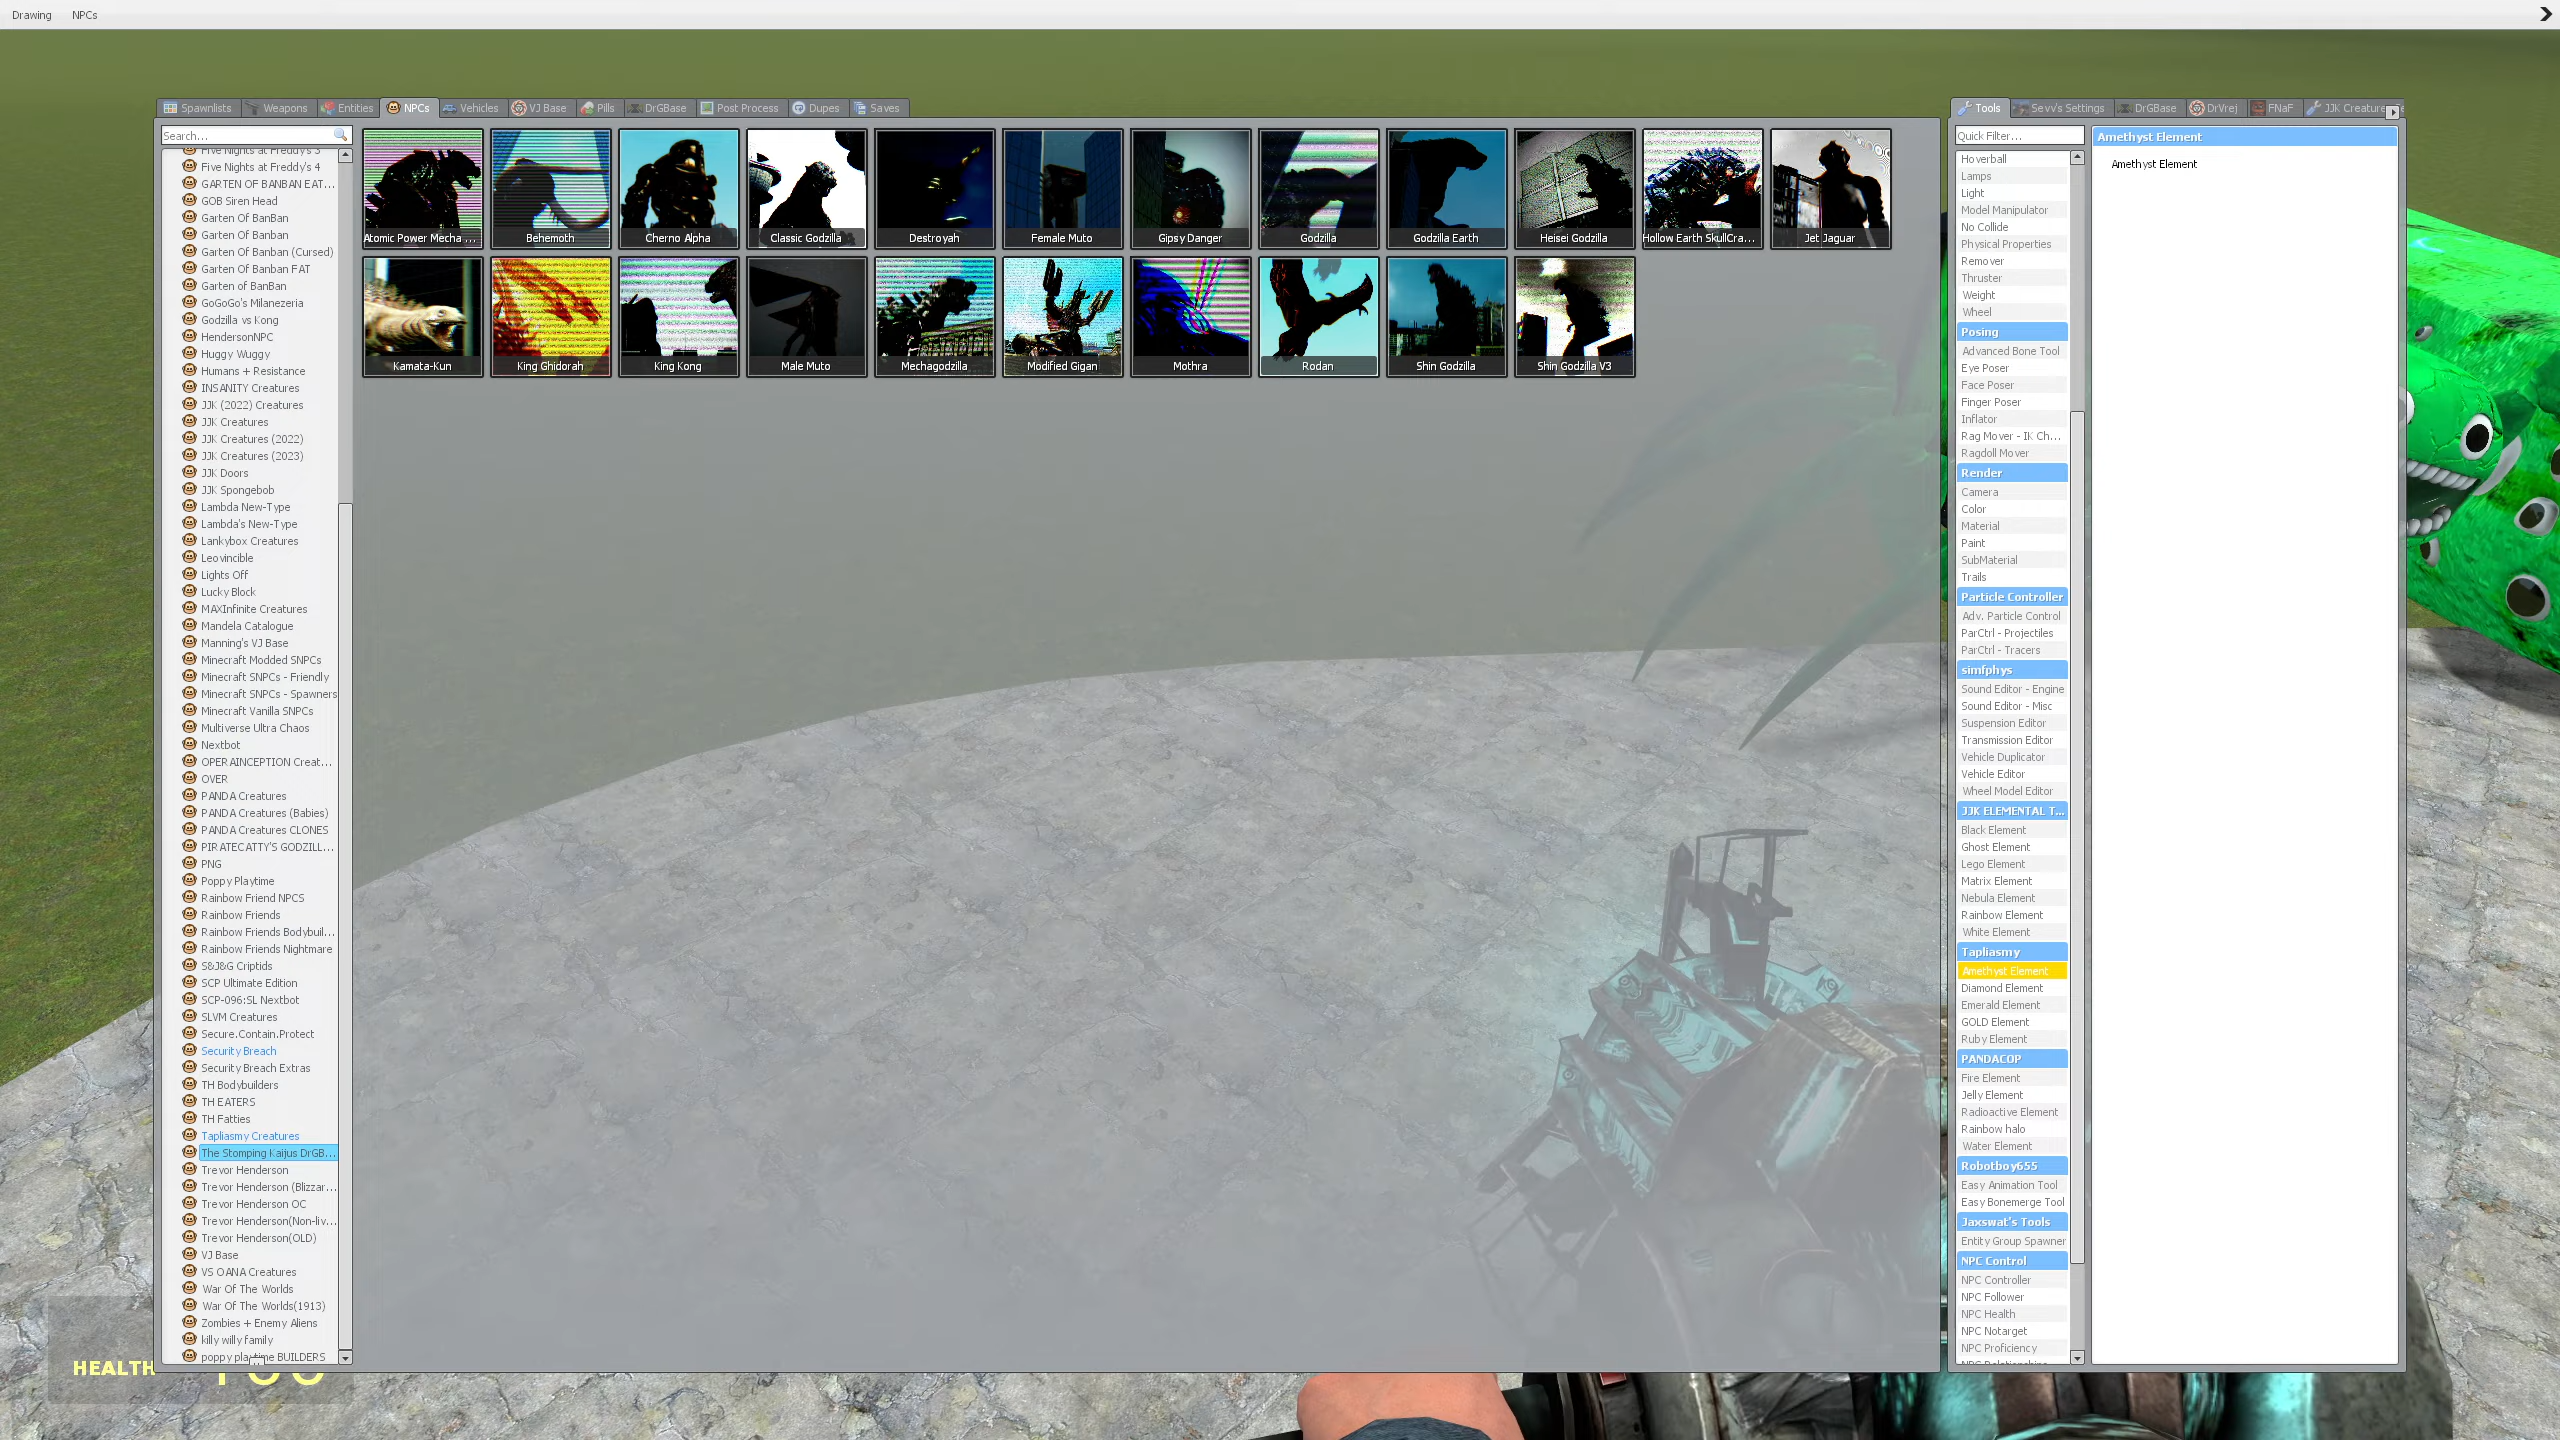 Drawing NPCs
Spawnlists Weapons Entities NPCs Vehicles VJ Base Pills DrGBase Post Process Dupes Saves
Search...
Five Nights at Freddy's 3
Five Nights at Freddy's 4
GARTEN OF BANBAN EAT...
GOB Siren Head
Garten Of BanBan
Garten Of Banban
Garten Of Banban (Cursed)
Garten Of Banban FAT
Garten of BanBan
GoGoGo's Milanezeria
Godzilla vs Kong
HendersonNPC
Huggy Wuggy
Humans + Resistance
INSANITY Creatures
JJK (2022) Creatures
JJK Creatures
JJK Creatures (2022)
JJK Creatures (2023)
JJK Doors
JJK Spongebob
Lambda New-Type
Lambda's New-Type
Lankybox Creatures
Leovincible
Lights Off
Lucky Block
MAXInfinite Creatures
Mandela Catalogue
Manning's VJ Base
Minecraft Modded SNPCs
Minecraft SNPCs - Friendly
Minecraft SNPCs - Spawners
Minecraft Vanilla SNPCs
Multiverse Ultra Chaos
Nextbot
OPERAINCEPTION Creat...
OVER
PANDA Creatures
PANDA Creatures (Babies)
PANDA Creatures CLONES
PIRATECATTY'S GODZILL...
PNG
Poppy Playtime
Rainbow Friend NPCS
Rainbow Friends
Rainbow Friends Bodybuil...
Rainbow Friends Nightmare
S&J&G Criptids
SCP Ultimate Edition
SCP-096:SL Nextbot
SLVM Creatures
Secure.Contain.Protect
Security Breach
Security Breach Extras
TH Bodybuilders
TH EATERS
TH Fatties
Tapliasmy Creatures
The Stomping Kaijus DrGB...
Trevor Henderson
Trevor Henderson (Blizzar...
Trevor Henderson OC
Trevor Henderson(Non-liv...
Trevor Henderson(OLD)
VJ Base
VS OANA Creatures
War Of The Worlds
War Of The Worlds(1913)
Zombies + Enemy Aliens
killy willy family
poppy playtime BUILDERS
Atomic Power Mecha ... Behemoth Cherno Alpha Classic Godzilla Destroyah Female Muto Gipsy Danger Godzilla Godzilla Earth Heisei Godzilla Hollow Earth SkullCra... Jet Jaguar
Kamata-Kun King Ghidorah King Kong Male Muto Mechagodzilla Modified Gigan Mothra Rodan Shin Godzilla Shin Godzilla V3
Tools Sevv's Settings DrGBase DrVrej FNaF JJK Creature
Quick Filter...
Hoverball
Lamps
Light
Model Manipulator
No Collide
Physical Properties
Remover
Thruster
Weight
Wheel
Posing
Advanced Bone Tool
Eye Poser
Face Poser
Finger Poser
Inflator
Rag Mover - IK Ch...
Ragdoll Mover
Render
Camera
Color
Material
Paint
SubMaterial
Trails
Particle Controller
Adv. Particle Control
ParCtrl - Projectiles
ParCtrl - Tracers
simfphys
Sound Editor - Engine
Sound Editor - Misc
Suspension Editor
Transmission Editor
Vehicle Duplicator
Vehicle Editor
Wheel Model Editor
JJK ELEMENTAL T...
Black Element
Ghost Element
Lego Element
Matrix Element
Nebula Element
Rainbow Element
White Element
Tapliasmy
Amethyst Element
Diamond Element
Emerald Element
GOLD Element
Ruby Element
PANDACOP
Fire Element
Jelly Element
Radioactive Element
Rainbow halo
Water Element
Robotboy655
Easy Animation Tool
Easy Bonemerge Tool
Jaxswat's Tools
Entity Group Spawner
NPC Control
NPC Controller
NPC Follower
NPC Health
NPC Notarget
NPC Proficiency
Amethyst Element
Amethyst Element
HEALTH